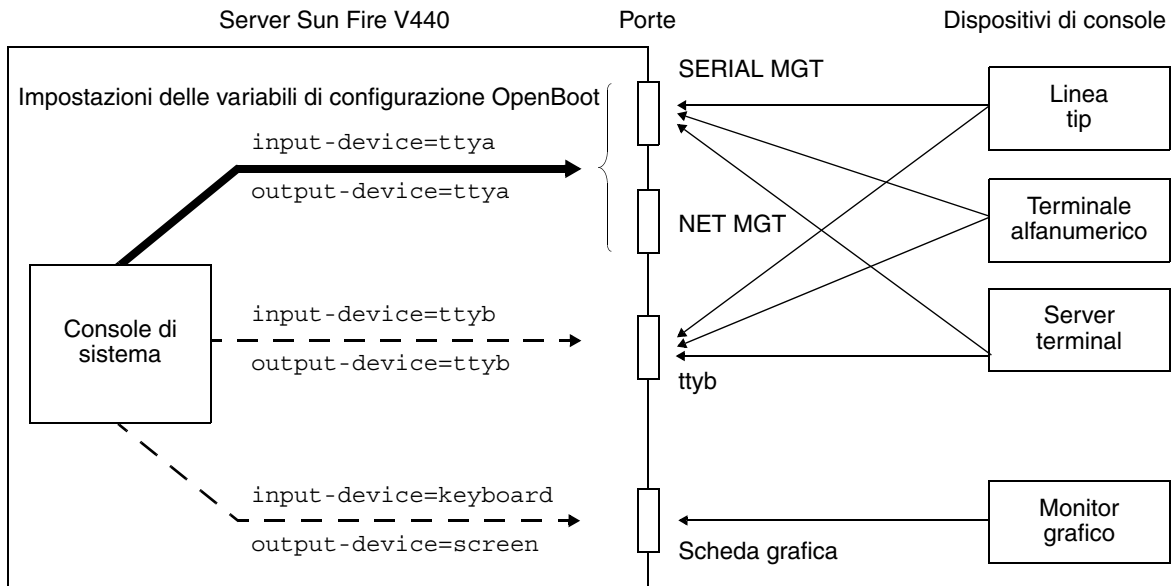 Server Sun Fire V440
Porte
Dispositivi di console
SERIAL MGT
Linea
tip
Impostazioni delle variabili di configurazione OpenBoot
input-device=ttya
output-device=ttya
NET MGT
Terminale
alfanumerico
Console di
sistema
input-device=ttyb
output-device=ttyb
Server
terminal
ttyb
input-device=keyboard
output-device=screen
Scheda grafica
Monitor
grafico